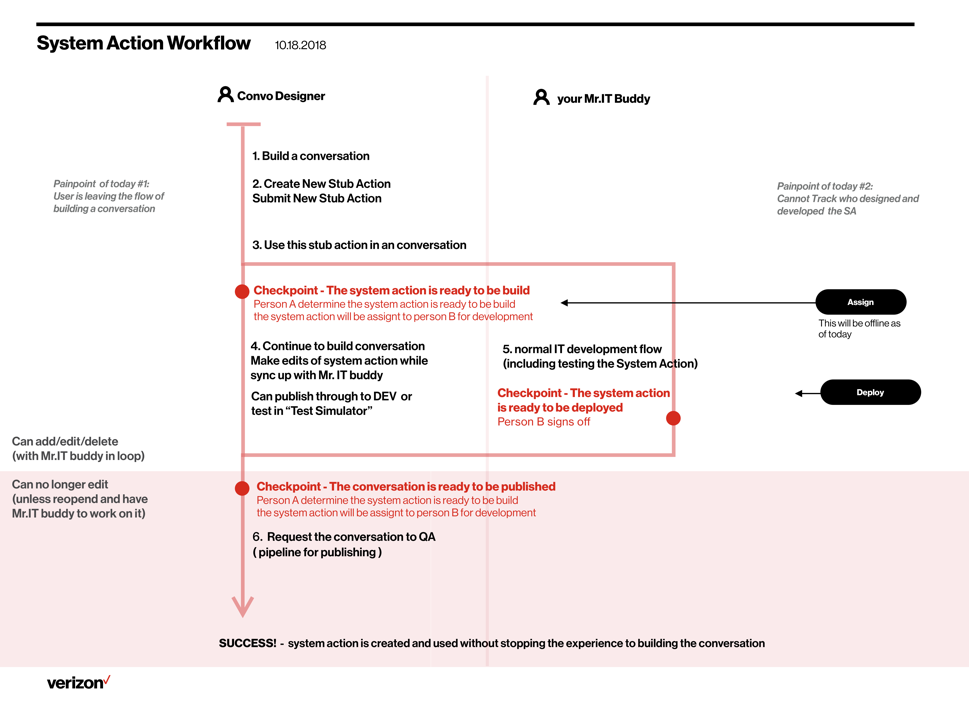 System Action Workflow 10.18.2018
Convo Designer
your Mr.IT Buddy
Painpoint of today #1:
User is leaving the flow of
building a conversation
1. Build a conversation
2. Create New Stub Action
Submit New Stub Action
3. Use this stub action in an conversation
Painpoint of today #2:
Cannot Track who designed and
developed the SA
Checkpoint - The system action is ready to be build
Person A determine the system action is ready to be build
the system action will be assignt to person B for development
Assign
This will be offline as
of today
4. Continue to build conversation
Make edits of system action while
sync up with Mr. IT buddy
Can publish through to DEV or
test in “Test Simulator”
5. normal IT development flow
(including testing the System Action)
Checkpoint - The system action
is ready to be deployed
Person B signs off
Deploy
Can add/edit/delete
(with Mr.IT buddy in loop)
Can no longer edit
(unless reopend and have
Mr.IT buddy to work on it)
Checkpoint - The conversation is ready to be published
Person A determine the system action is ready to be build
the system action will be assignt to person B for development
6. Request the conversation to QA
( pipeline for publishing )
SUCCESS! - system action is created and used without stopping the experience to building the conversation
verizon